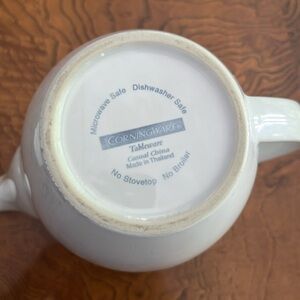 Microwave Safe Dishwasher Safe
CORNINGWARE®
Tableware
Casual China
Made in Thailand
No Stovetop No Broiler